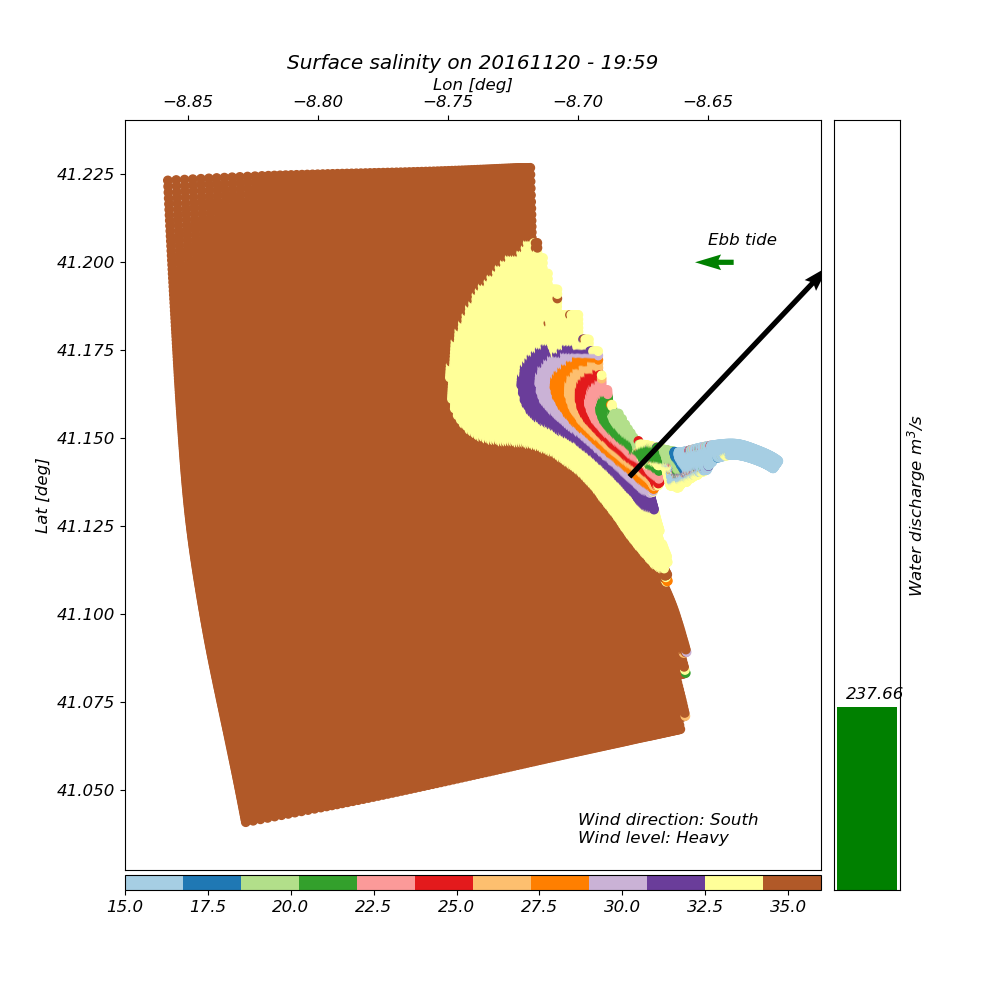 Surface salinity on 20161120 - 19:59
Lon [deg]
−8.85 −8.80 −8.75 −8.70 −8.65
41.225
41.200
41.175
41.150
41.125
41.100
41.075
41.050
Lat [deg]
Ebb tide
Wind direction: South
Wind level: Heavy
237.66
Water discharge m³/s
15.0 17.5 20.0 22.5 25.0 27.5 30.0 32.5 35.0